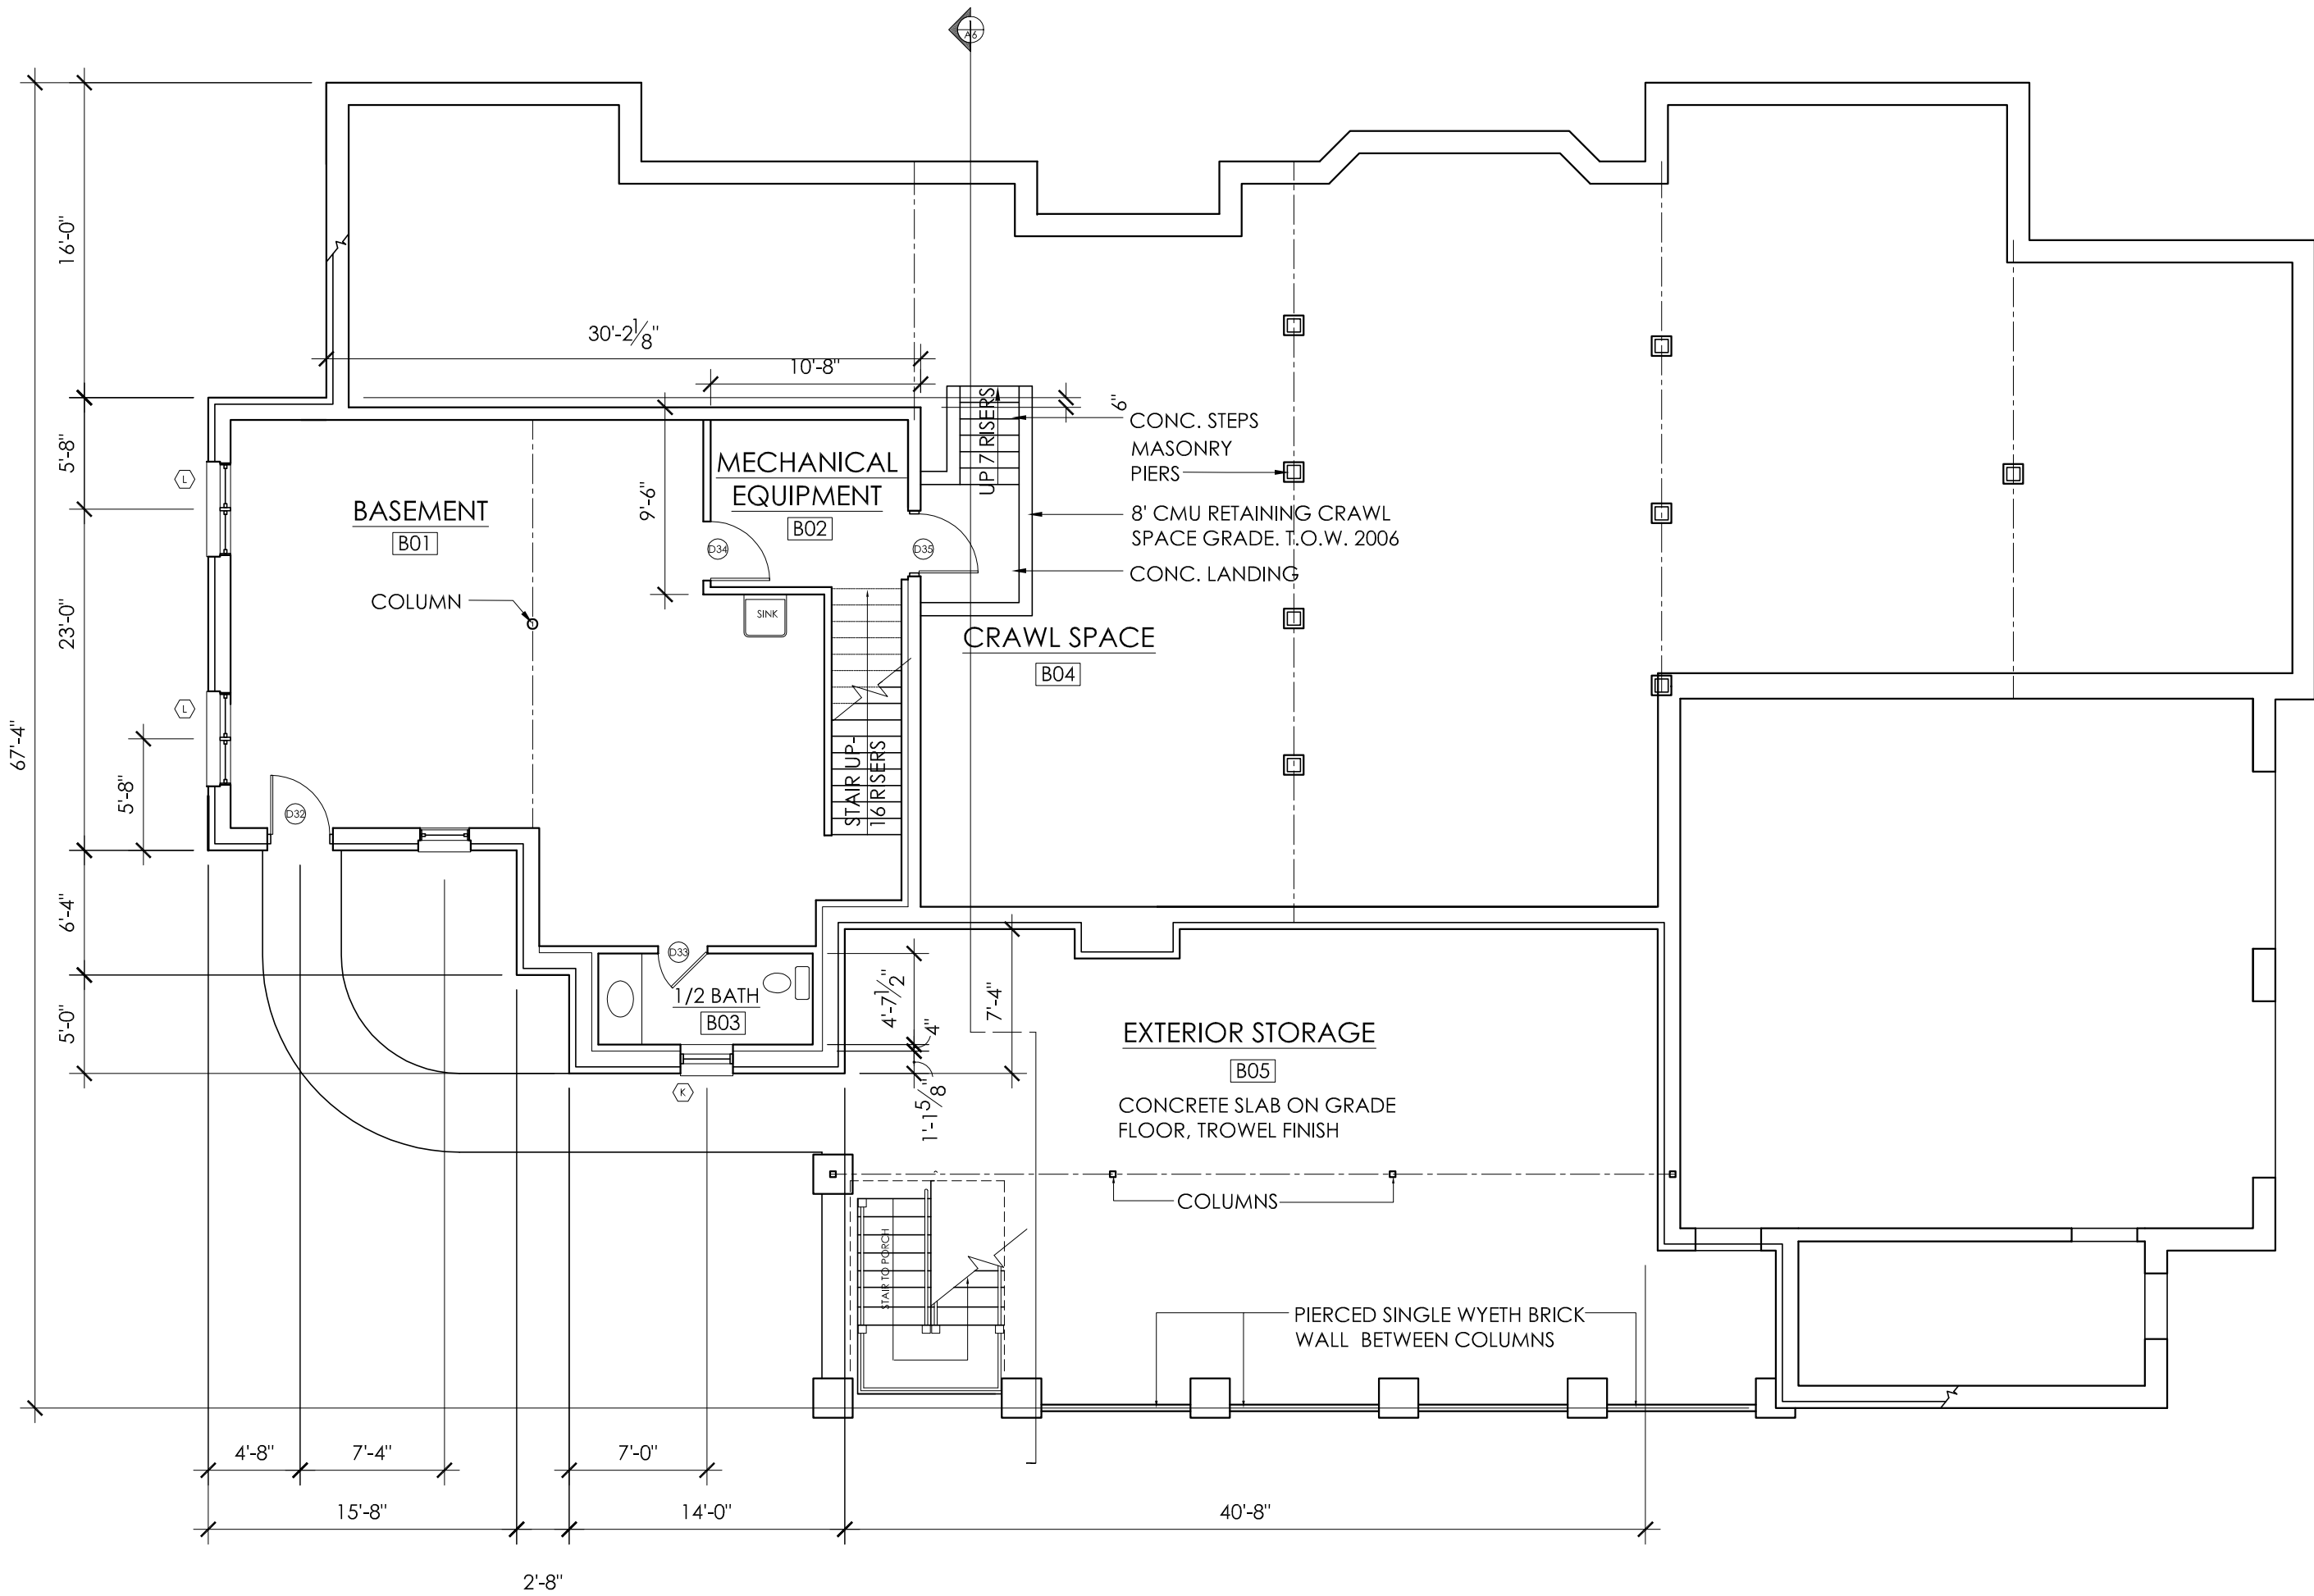 A6
16'-0"
30'-2 1/8"
10'-8"
6"
UP 7 RISERS
CONC. STEPS
MASONRY
PIERS
5'-8"
L
9'-6"
MECHANICAL
EQUIPMENT
B02
BASEMENT
B01
D34
D35
8' CMU RETAINING CRAWL
SPACE GRADE. T.O.W. 2006
CONC. LANDING
COLUMN
SINK
23'-0"
CRAWL SPACE
B04
L
67'-4"
5'-8"
STAIR UP-
16 RISERS
D32
6'-4"
D33
1/2 BATH
B03
4'-7 1/2"
4"
1'-1 5/8"
7'-4"
5'-0"
K
EXTERIOR STORAGE
B05
CONCRETE SLAB ON GRADE
FLOOR, TROWEL FINISH
COLUMNS
STAIR TO PORCH
PIERCED SINGLE WYETH BRICK
WALL BETWEEN COLUMNS
4'-8"
7'-4"
7'-0"
15'-8"
14'-0"
40'-8"
2'-8"